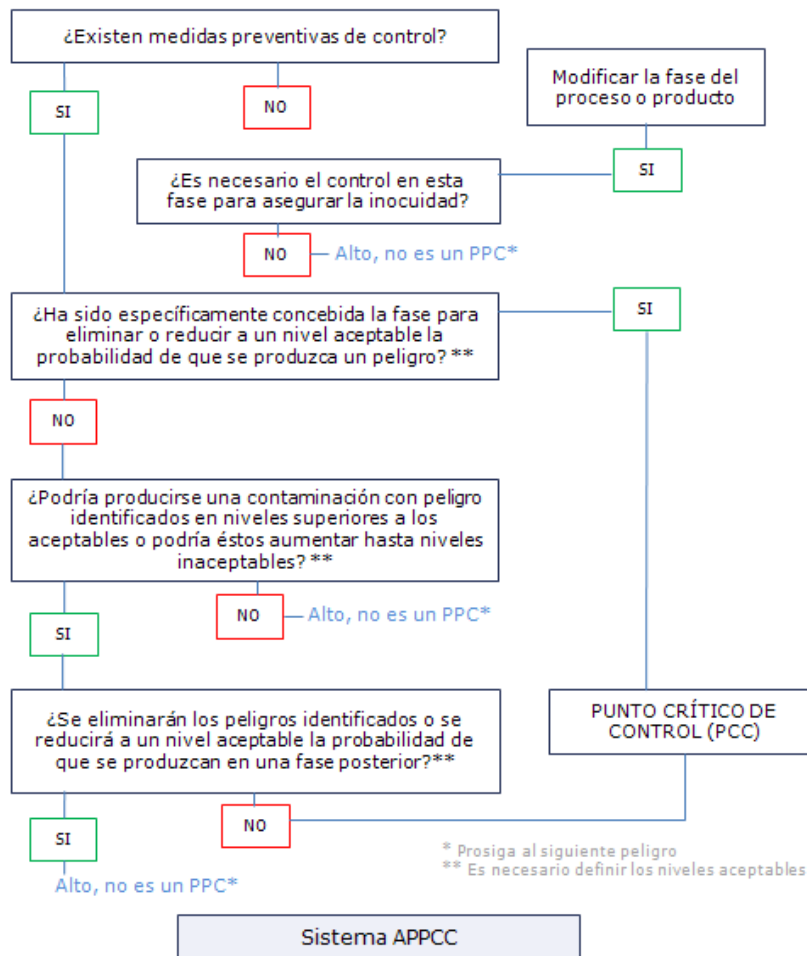 ¿Existen medidas preventivas de control?
Modificar la fase del
proceso o producto
SI
NO
SI
¿Es necesario el control en esta
fase para asegurar la inocuidad?
NO
Alto, no es un PPC*
¿Ha sido específicamente concebida la fase para
eliminar o reducir a un nivel aceptable la
probabilidad de que se produzca un peligro? **
SI
NO
¿Podría producirse una contaminación con peligro
identificados en niveles superiores a los
aceptables o podría éstos aumentar hasta niveles
inaceptables? **
NO
Alto, no es un PPC*
SI
¿Se eliminarán los peligros identificados o se
reducirá a un nivel aceptable la probabilidad de
que se produzcan en una fase posterior?**
PUNTO CRÍTICO DE
CONTROL (PCC)
SI
NO
Alto, no es un PPC*
* Prosiga al siguiente peligro
** Es necesario definir los niveles aceptables
Sistema APPCC